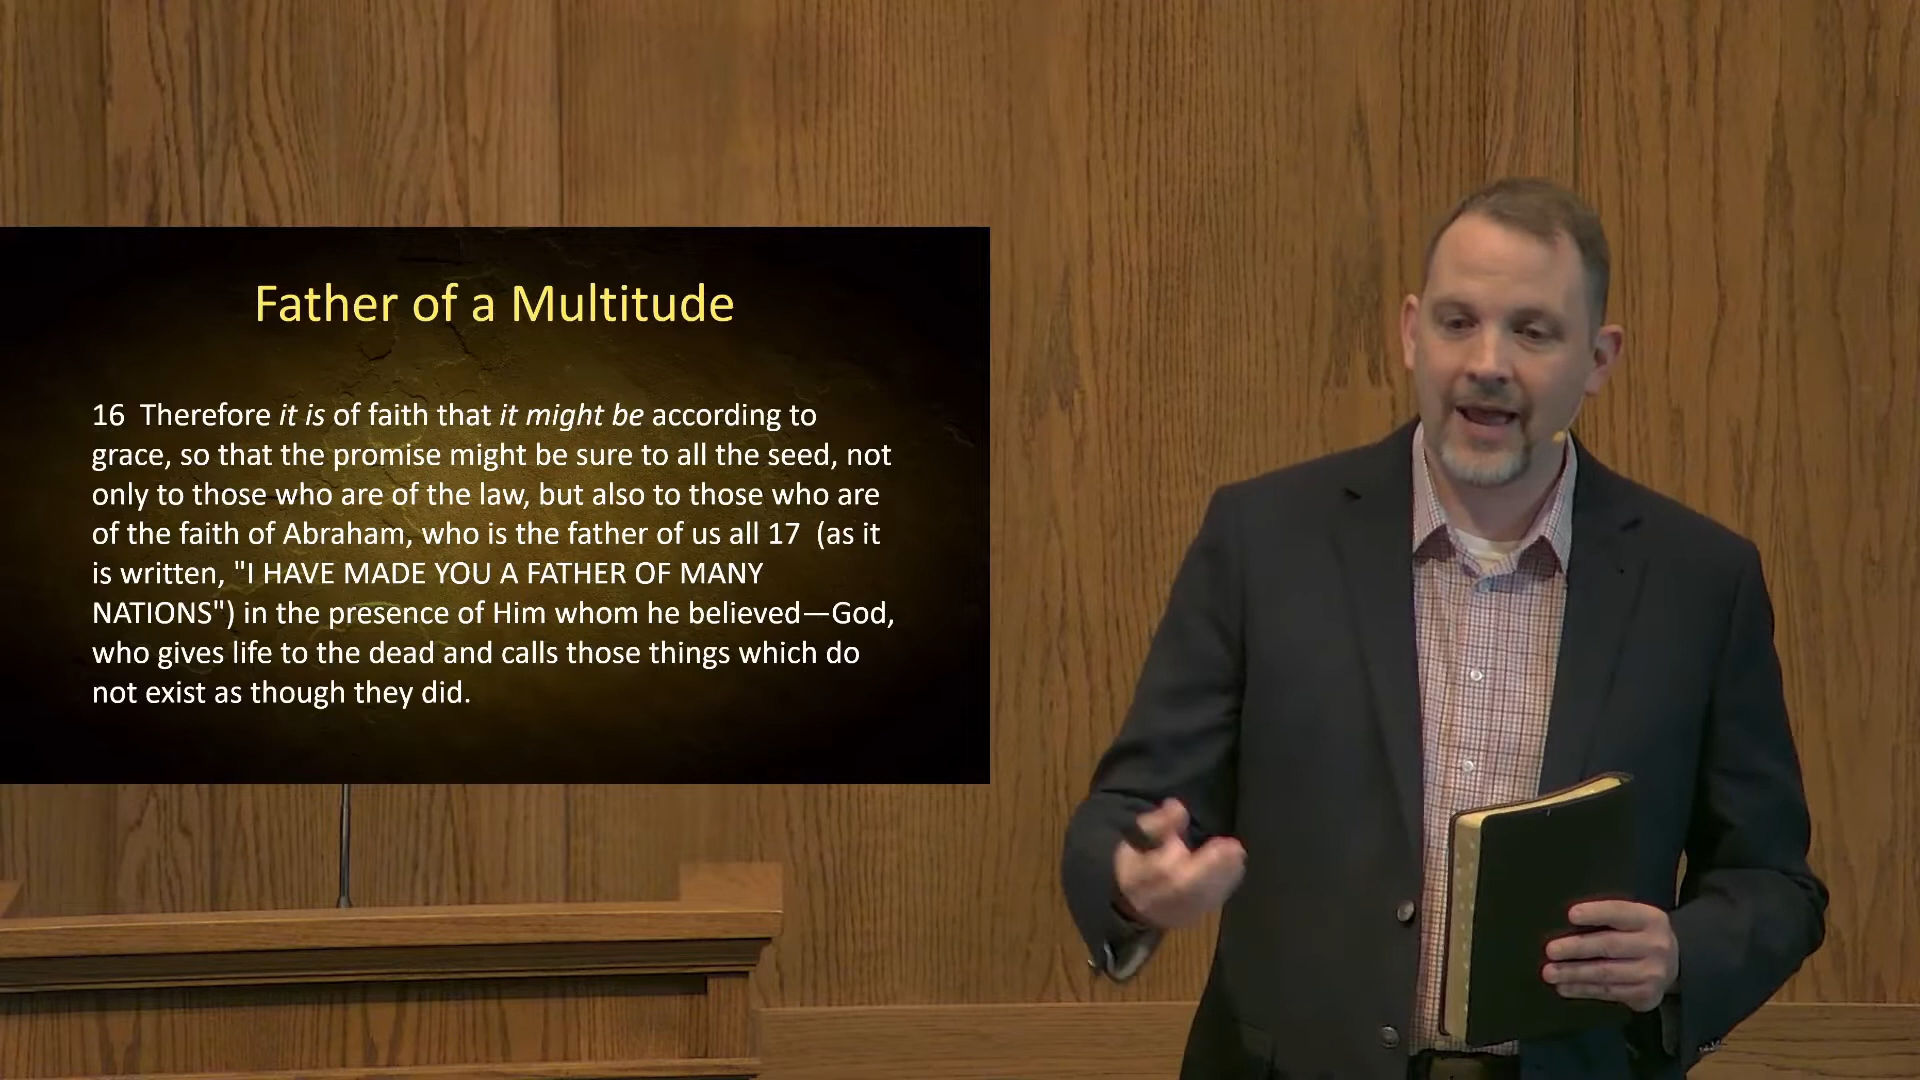 Father of a Multitude
16 Therefore it is of faith that it might be according to
grace, so that the promise might be sure to all the seed, not
only to those who are of the law, but also to those who are
of the faith of Abraham, who is the father of us all 17 (as it
is written, "I HAVE MADE YOU A FATHER OF MANY
NATIONS") in the presence of Him whom he believed—God,
who gives life to the dead and calls those things which do
not exist as though they did.